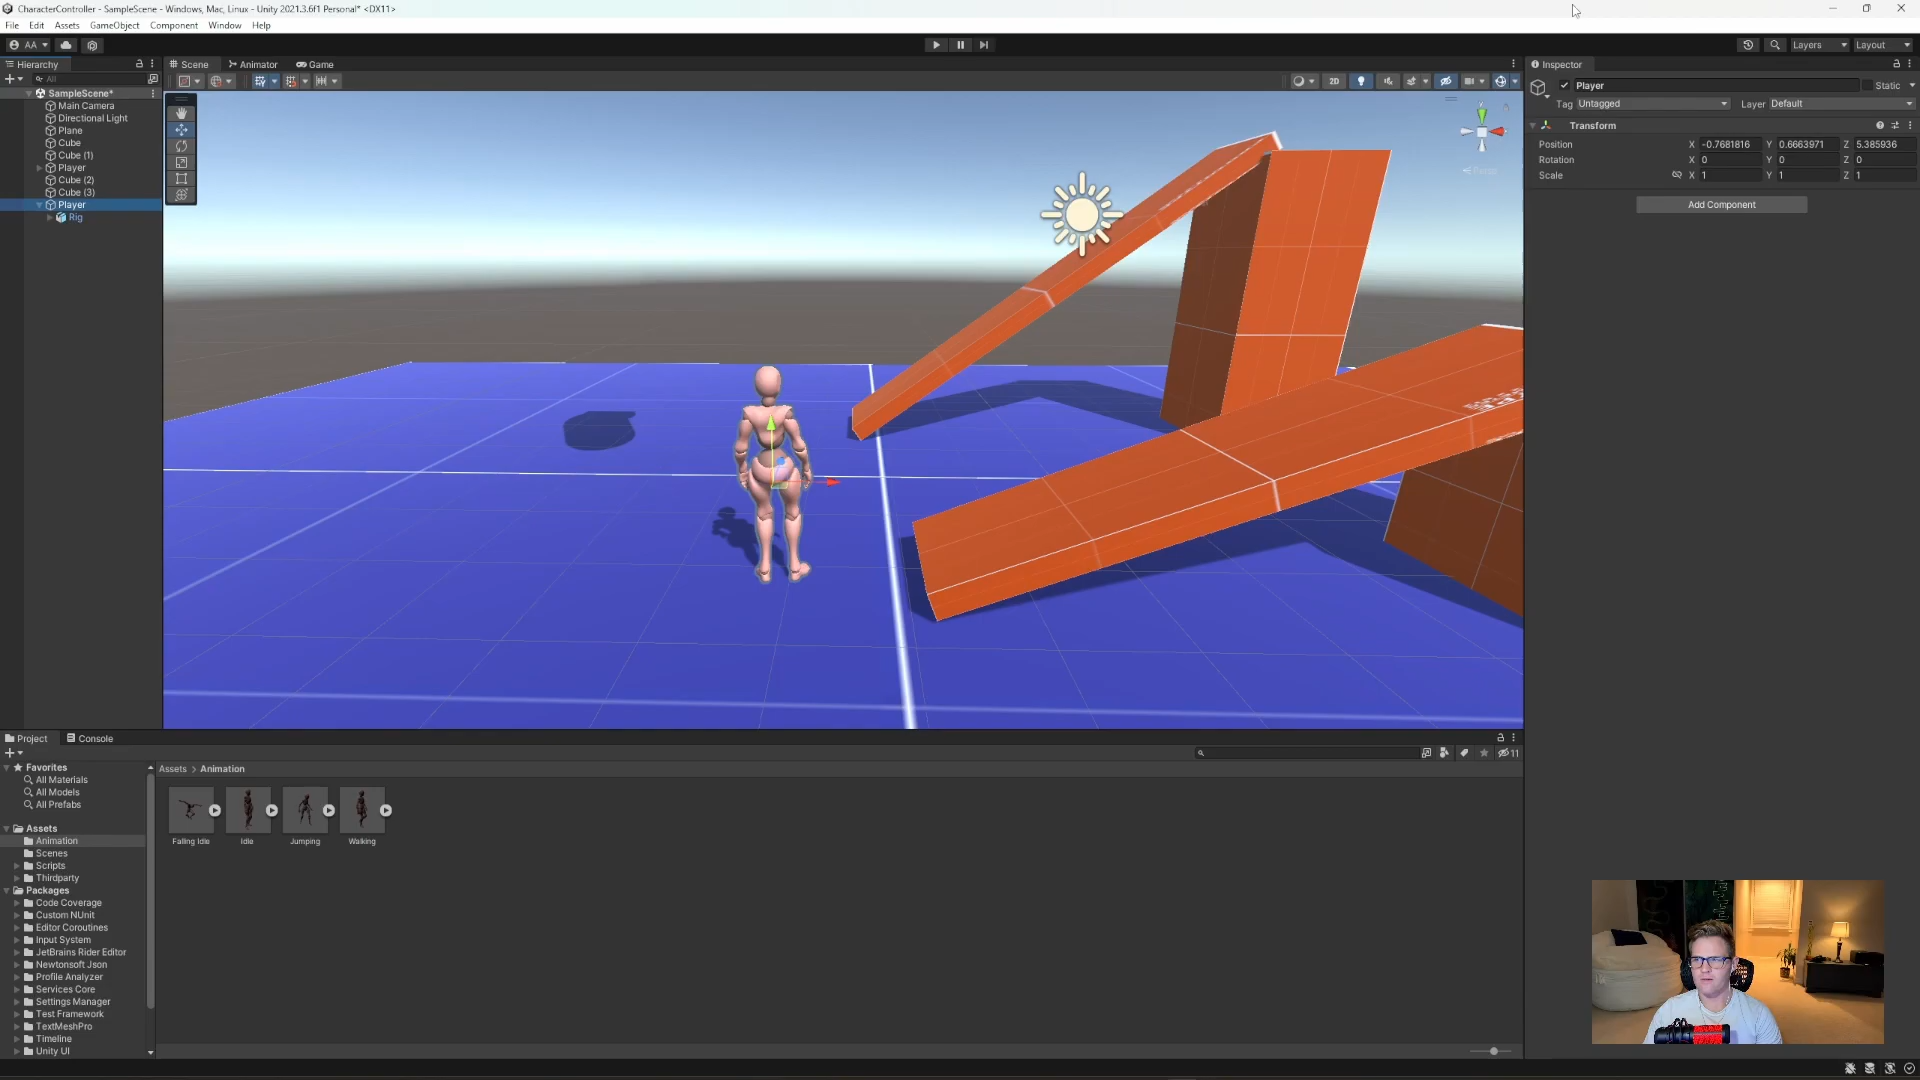 CharacterController - SampleScene - Windows, Mac, Linux - Unity 2021.3.6f1 Personal* <DX11>
File Edit Assets GameObject Component Window Help
AA
Layers Layout
Hierarchy
Scene Animator Game
Inspector
All
2D
SampleScene*
Main Camera
Directional Light
Plane
Cube
Cube (1)
Player
Cube (2)
Cube (3)
Player
Rig
Player Static
Tag Untagged Layer Default
Transform
Position X -0.7681816 Y 0.6663971 Z 5.385936
Rotation X 0 Y 0 Z 0
Scale X 1 Y 1 Z 1
Add Component
Persp
Project Console
11
Favorites
All Materials
All Models
All Prefabs
Assets
Animation
Scenes
Scripts
Thirdparty
Packages
Code Coverage
Custom NUnit
Editor Coroutines
Input System
JetBrains Rider Editor
Newtonsoft Json
Profile Analyzer
Services Core
Settings Manager
Test Framework
TextMeshPro
Timeline
Unity UI
Assets > Animation
Falling Idle Idle Jumping Walking